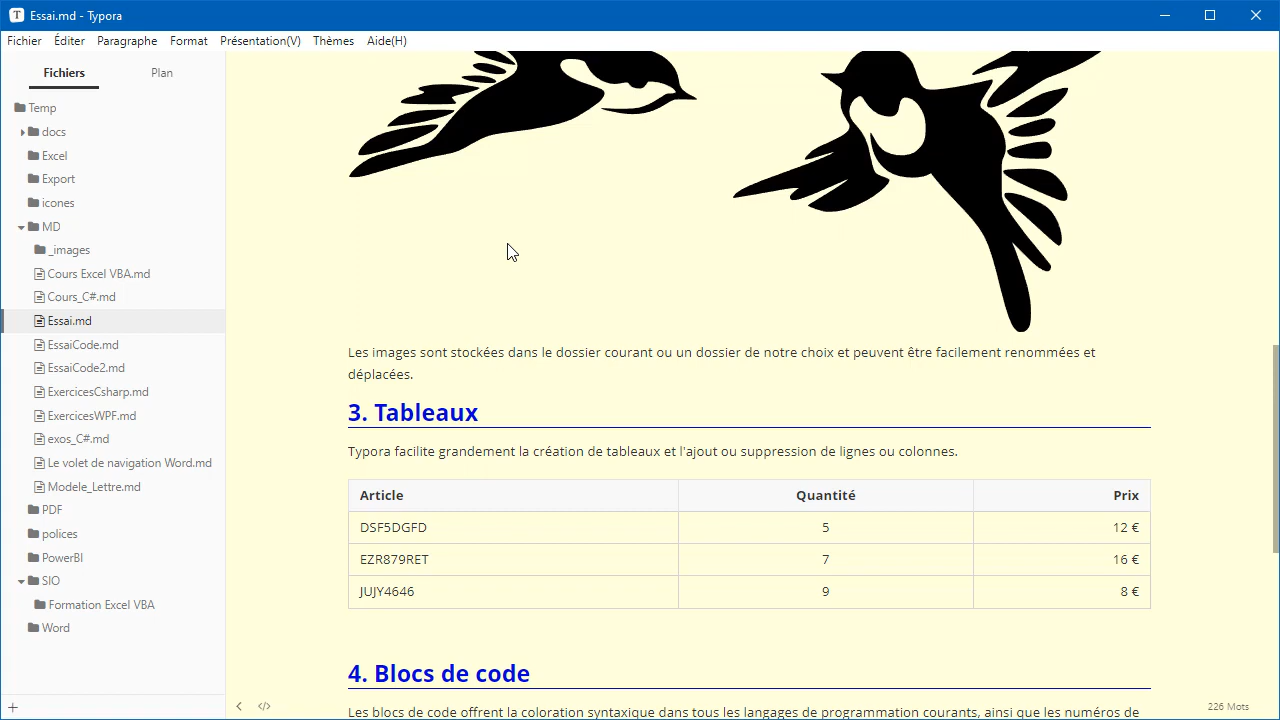 Essai.md - Typora
Fichier Éditer Paragraphe Format Présentation(V) Thèmes Aide(H)
Fichiers Plan
Temp
docs
Excel
Export
icones
MD
_images
Cours Excel VBA.md
Cours_C#.md
Essai.md
EssaiCode.md
EssaiCode2.md
ExercicesCsharp.md
ExercicesWPF.md
exos_C#.md
Le volet de navigation Word.md
Modele_Lettre.md
PDF
polices
PowerBI
SIO
Formation Excel VBA
Word
Les images sont stockées dans le dossier courant ou un dossier de notre choix et peuvent être facilement renommées et
déplacées.
3. Tableaux
Typora facilite grandement la création de tableaux et l'ajout ou suppression de lignes ou colonnes.
Article Quantité Prix
DSF5DGFD 5 12 €
EZR879RET 7 16 €
JUJY4646 9 8 €
4. Blocs de code
Les blocs de code offrent la coloration syntaxique dans tous les langages de programmation courants, ainsi que les numéros de
226 Mots